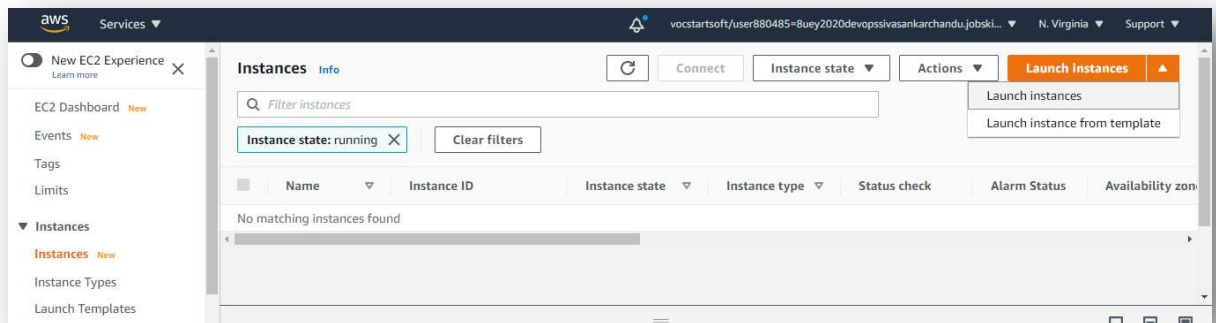 aws Services ▼ vocstartsoft/user880485=8uey2020devopssivasankarchandu.jobski... ▼ N. Virginia ▼ Support ▼
New EC2 Experience
Learn more
EC2 Dashboard New
Events New
Tags
Limits
▼ Instances
Instances New
Instance Types
Launch Templates
Instances Info
Connect Instance state ▼ Actions ▼ Launch instances ▲
Launch instances
Launch instance from template
Filter instances
Instance state: running X Clear filters
Name Instance ID Instance state Instance type Status check Alarm Status Availability zon
No matching instances found